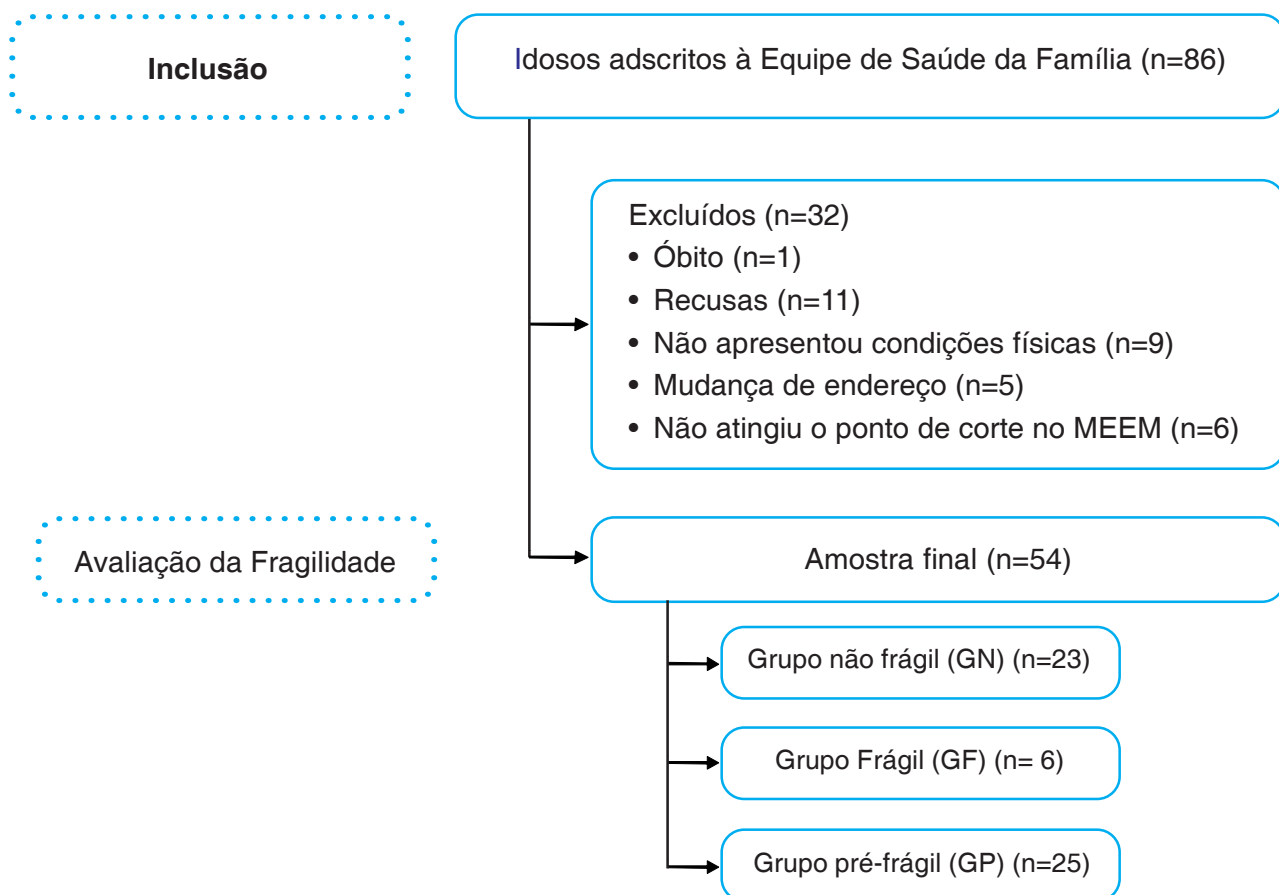 Inclusão
Idosos adscritos à Equipe de Saúde da Família (n=86)
Excluídos (n=32)
• Óbito (n=1)
• Recusas (n=11)
• Não apresentou condições físicas (n=9)
• Mudança de endereço (n=5)
• Não atingiu o ponto de corte no MEEM (n=6)
Avaliação da Fragilidade
Amostra final (n=54)
Grupo não frágil (GN) (n=23)
Grupo Frágil (GF) (n= 6)
Grupo pré-frágil (GP) (n=25)